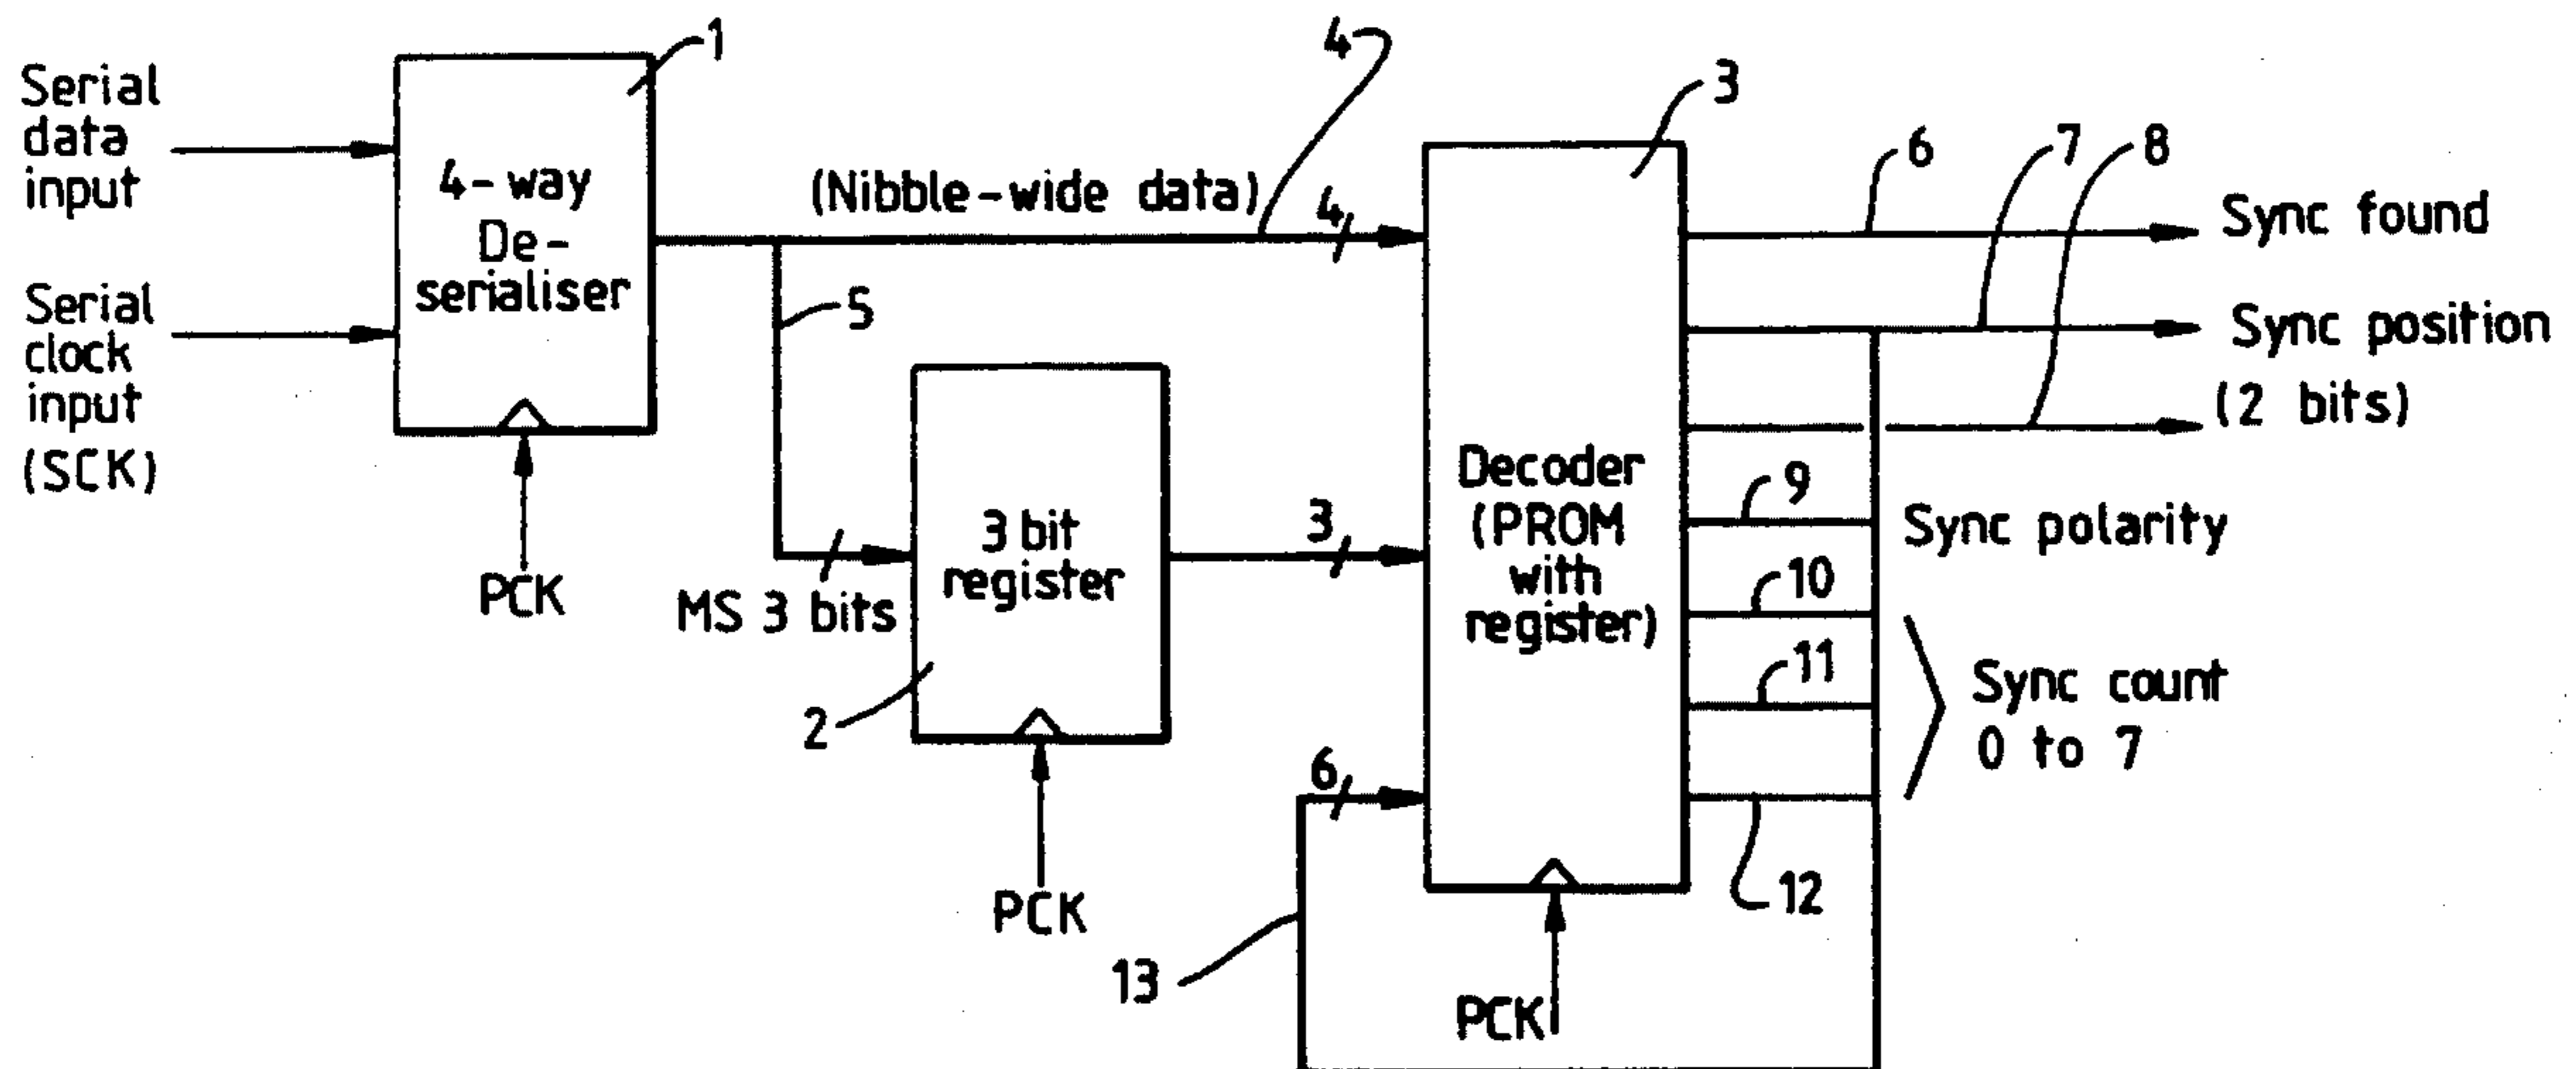 Serial
data
input
Serial
clock
input
(SCK)
1
4-way
De-
serialiser
PCK
(Nibble-wide data)
4
4
5
MS 3 bits
3 bit
register
2
PCK
3
6
13
3
Decoder
(PROM
with
register)
PCK
6
7
8
9
10
11
12
Sync found
Sync position
(2 bits)
Sync polarity
Sync count
0 to 7